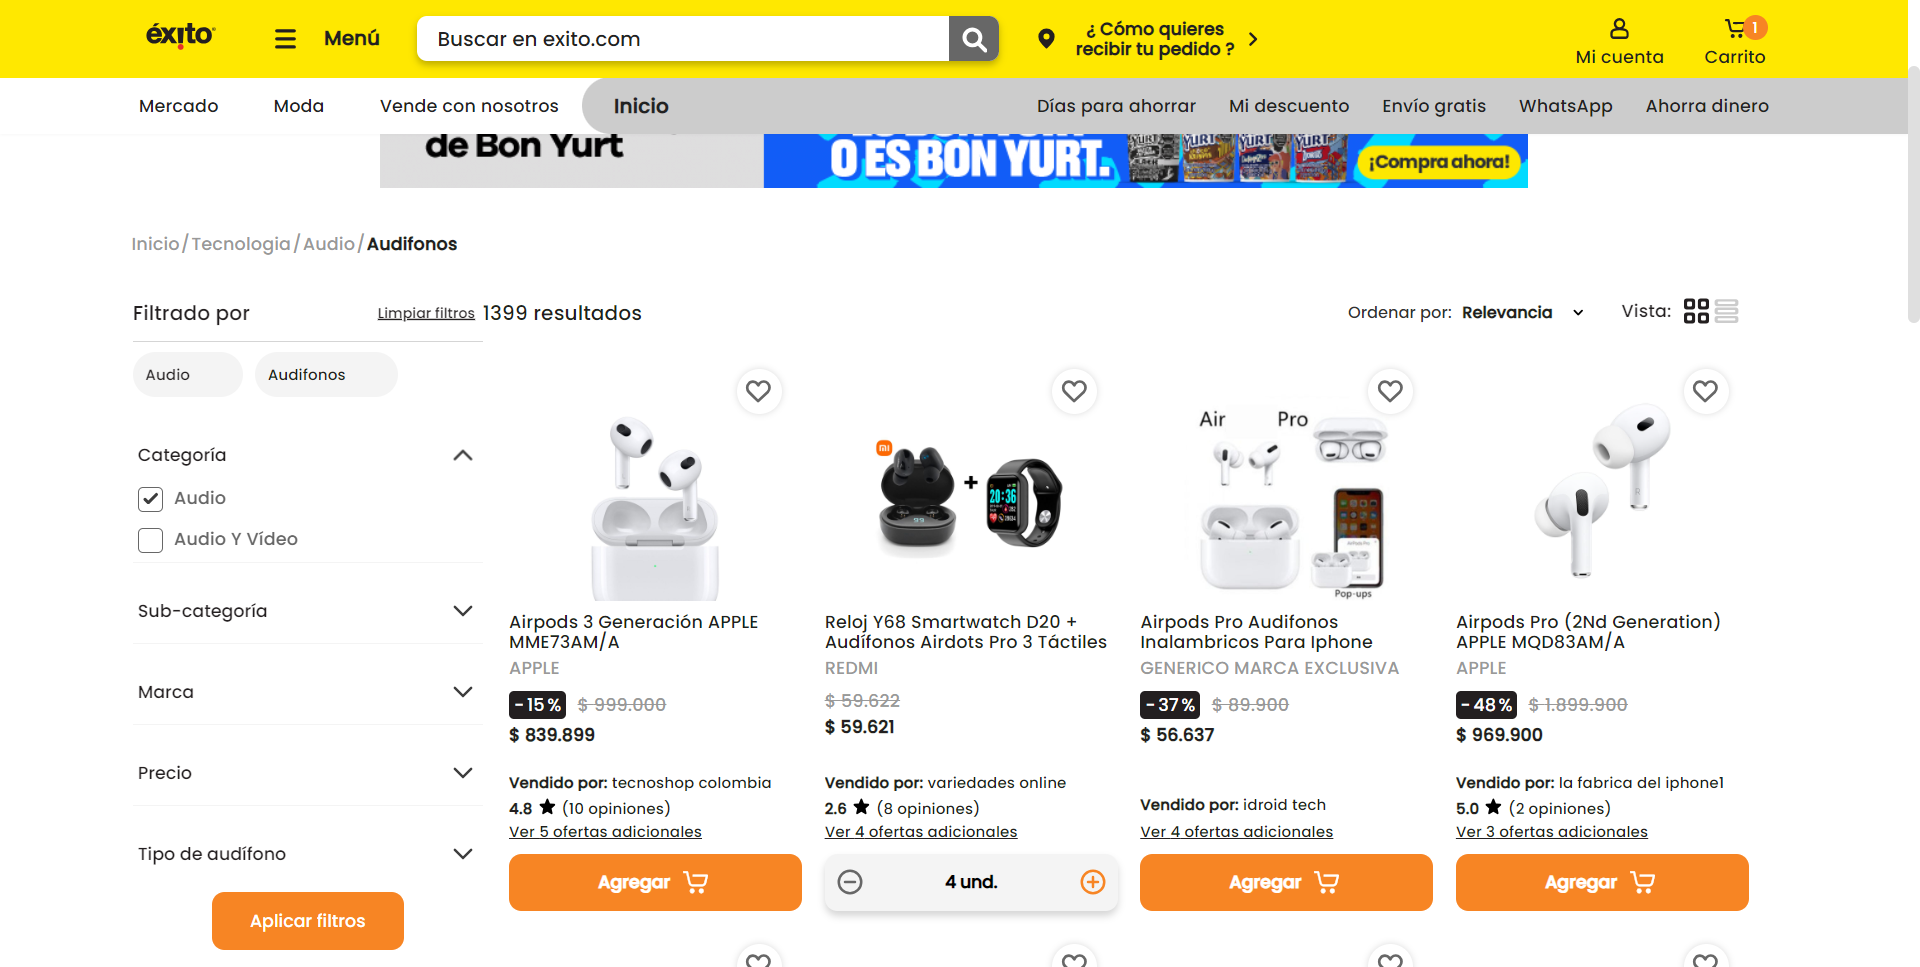 éxito
Menú
Buscar en exito.com
¿ Cómo quieres
recibir tu pedido ?
Mi cuenta
1
Carrito
Mercado
Moda
Vende con nosotros
Inicio
Días para ahorrar
Mi descuento
Envío gratis
WhatsApp
Ahorra dinero
de Bon Yurt
O ES BON YURT.
¡Compra ahora!
Inicio/Tecnologia/Audio/Audifonos
Filtrado por
Limpiar filtros
1399 resultados
Ordenar por: Relevancia
Vista:
Audio
Audifonos
Categoría
Audio
Audio Y Vídeo
Sub-categoría
Marca
Precio
Tipo de audífono
Aplicar filtros
Airpods 3 Generación APPLE
MME73AM/A
APPLE
-15% $ 999.000
$ 839.899
Vendido por: tecnoshop colombia
4.8 ★ (10 opiniones)
Ver 5 ofertas adicionales
Agregar
mi
+
20:36
Reloj Y68 Smartwatch D20 +
Audífonos Airdots Pro 3 Táctiles
REDMI
$ 59.622
$ 59.621
Vendido por: variedades online
2.6 ★ (8 opiniones)
Ver 4 ofertas adicionales
4 und.
Air Pro
Pop-ups
Airpods Pro Audifonos
Inalambricos Para Iphone
GENERICO MARCA EXCLUSIVA
-37% $ 89.900
$ 56.637
Vendido por: idroid tech
Ver 4 ofertas adicionales
Agregar
Airpods Pro (2Nd Generation)
APPLE MQD83AM/A
APPLE
-48% $ 1.899.900
$ 969.900
Vendido por: la fabrica del iphone1
5.0 ★ (2 opiniones)
Ver 3 ofertas adicionales
Agregar